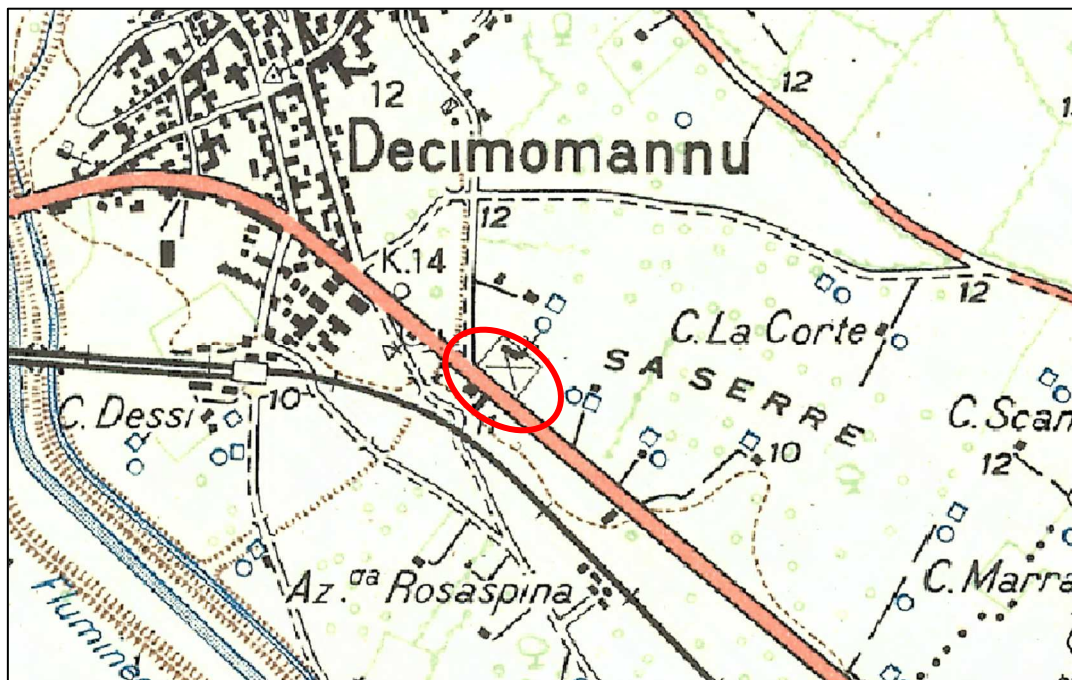 12
12
Decimomannu
12
K.14
12
C. La Corte
SA SERRE
C. Dessi
10
10
C. Scan
12
Az.da Rosaspina
C. Marra
Flumine